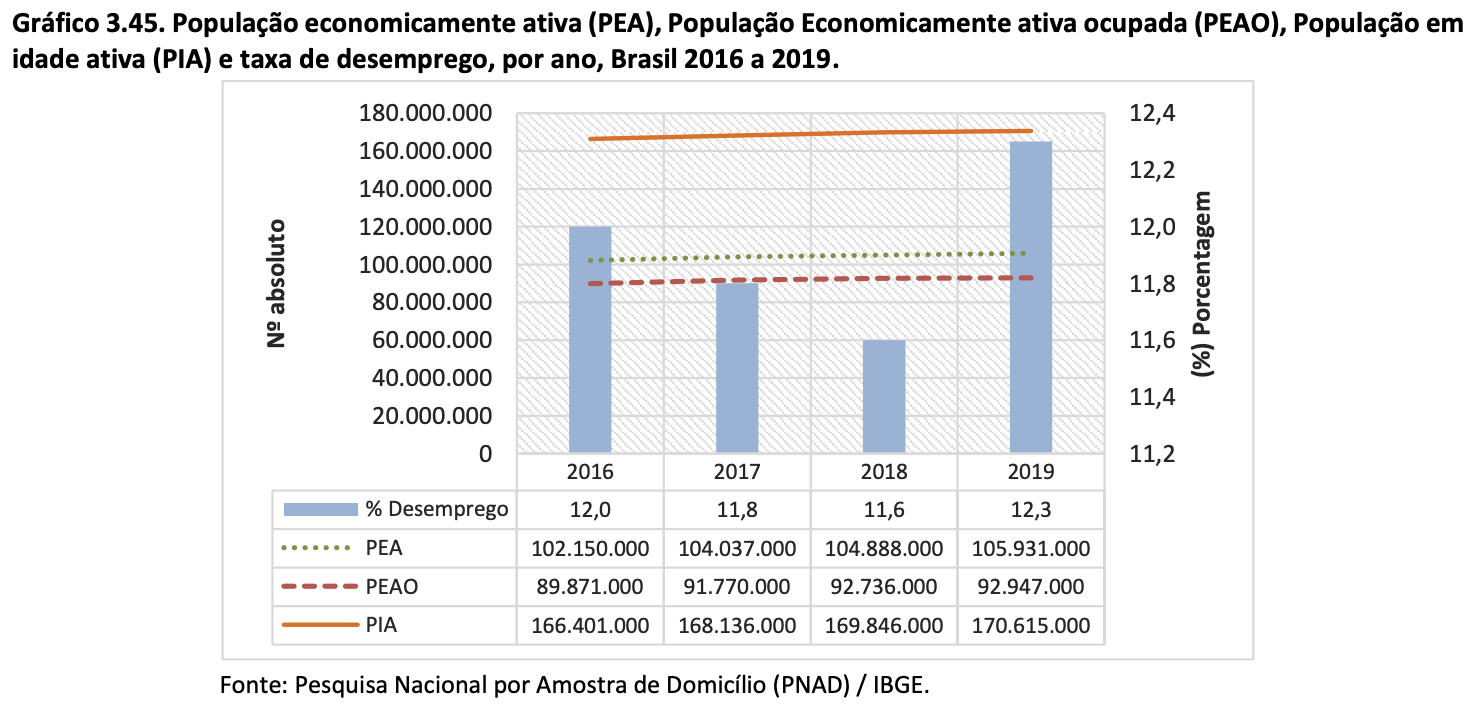 Gráfico 3.45. População economicamente ativa (PEA), População Economicamente ativa ocupada (PEAO), População em
idade ativa (PIA) e taxa de desemprego, por ano, Brasil 2016 a 2019.
Nº absoluto
180.000.000
160.000.000
140.000.000
120.000.000
100.000.000
80.000.000
60.000.000
40.000.000
20.000.000
0
12,4
12,2
12,0
11,8
11,6
11,4
11,2
(%) Porcentagem
2016 2017 2018 2019
% Desemprego 12,0 11,8 11,6 12,3
PEA 102.150.000 104.037.000 104.888.000 105.931.000
PEAO 89.871.000 91.770.000 92.736.000 92.947.000
PIA 166.401.000 168.136.000 169.846.000 170.615.000
Fonte: Pesquisa Nacional por Amostra de Domicílio (PNAD) / IBGE.